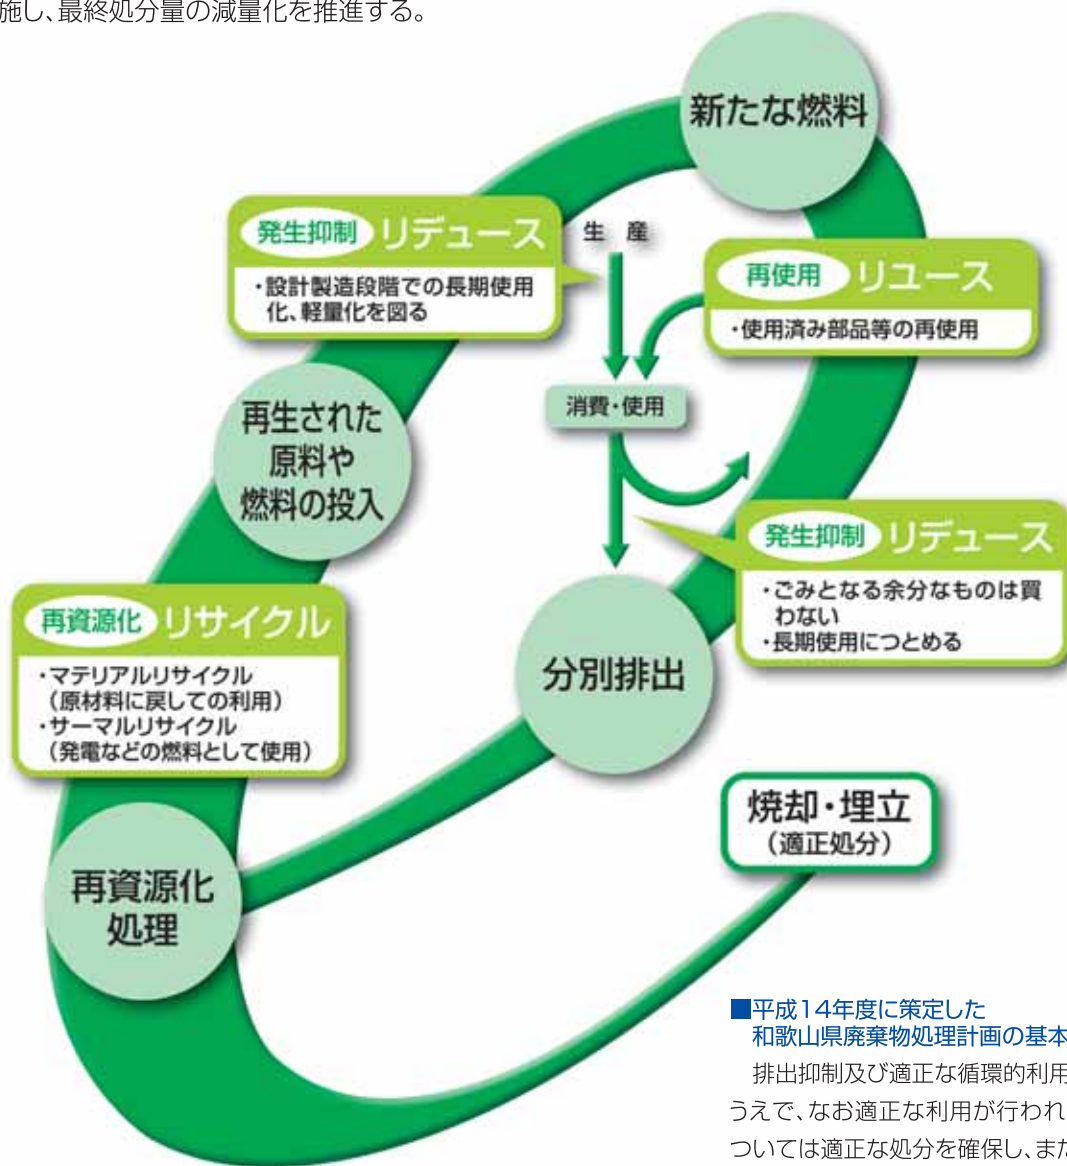 施し、最終処分量の減量化を推進する。
新たな燃料
発生抑制 リデュース
・設計製造段階での長期使用
化、軽量化を図る
生 産
再使用 リユース
・使用済み部品等の再使用
消費・使用
再生された
原料や
燃料の投入
発生抑制 リデュース
・ごみとなる余分なものは買
わない
・長期使用につとめる
再資源化 リサイクル
・マテリアルリサイクル
(原材料に戻しての利用)
・サーマルリサイクル
(発電などの燃料として使用)
分別排出
焼却・埋立
(適正処分)
再資源化
処理
■平成14年度に策定した
和歌山県廃棄物処理計画の基本
排出抑制及び適正な循環的利用
うえで、なお適正な利用が行われ
ついては適正な処分を確保し、また